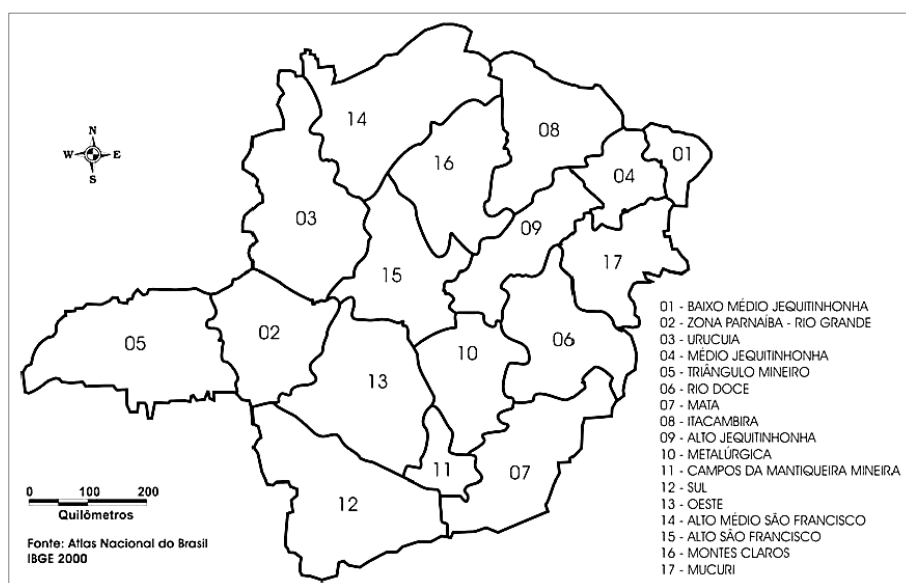 N
W E
S
14
08
16
01
04
03
09
17
15
05
02
06
10
13
11
07
12
01 - BAIXO MÉDIO JEQUITINHONHA
02 - ZONA PARNAÍBA - RIO GRANDE
03 - URUCUIA
04 - MÉDIO JEQUITINHONHA
05 - TRIÂNGULO MINEIRO
06 - RIO DOCE
07 - MATA
08 - ITACAMBIRA
09 - ALTO JEQUITINHONHA
10 - METALÚRGICA
11 - CAMPOS DA MANTIQUEIRA MINEIRA
12 - SUL
13 - OESTE
14 - ALTO MÉDIO SÃO FRANCISCO
15 - ALTO SÃO FRANCISCO
16 - MONTES CLAROS
17 - MUCURI
0 100 200
Quilômetros
Fonte: Atlas Nacional do Brasil
IBGE 2000